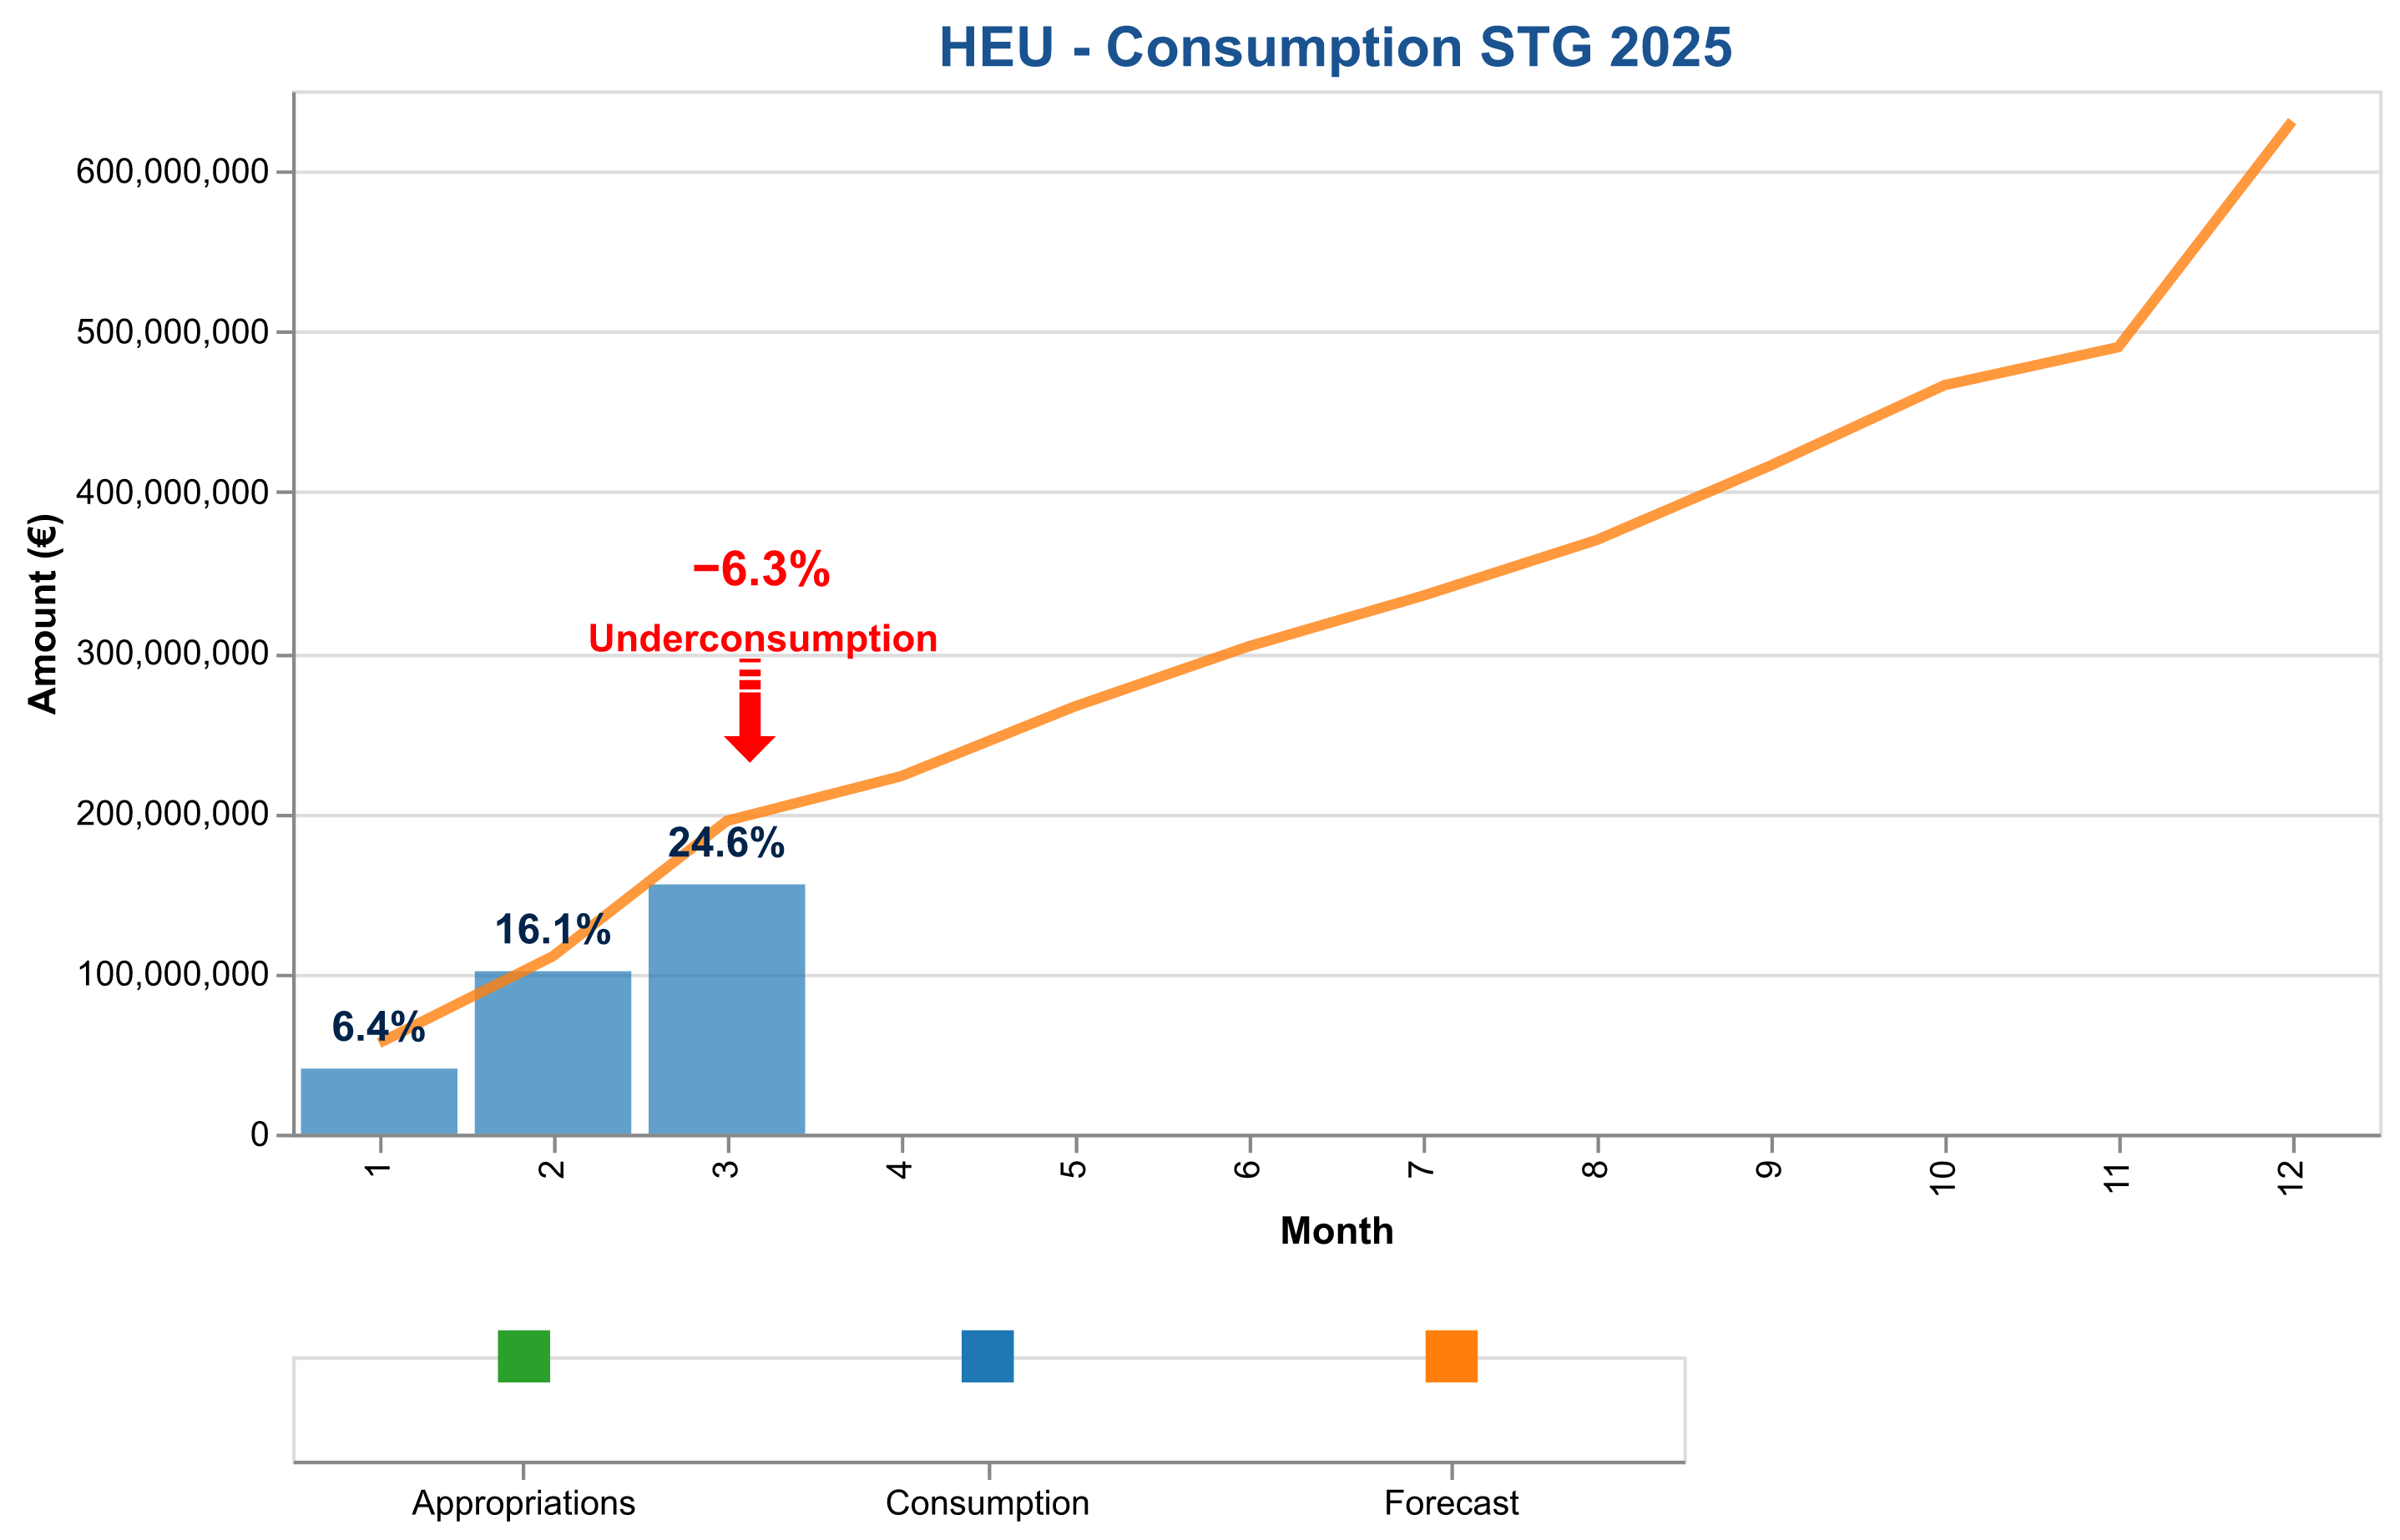 HEU - Consumption STG 2025
Amount (€)
600,000,000
500,000,000
400,000,000
300,000,000
200,000,000
100,000,000
0
−6.3%
Underconsumption
24.6%
16.1%
6.4%
1 2 3 4 5 6 7 8 9 10 11 12
Month
Appropriations Consumption Forecast